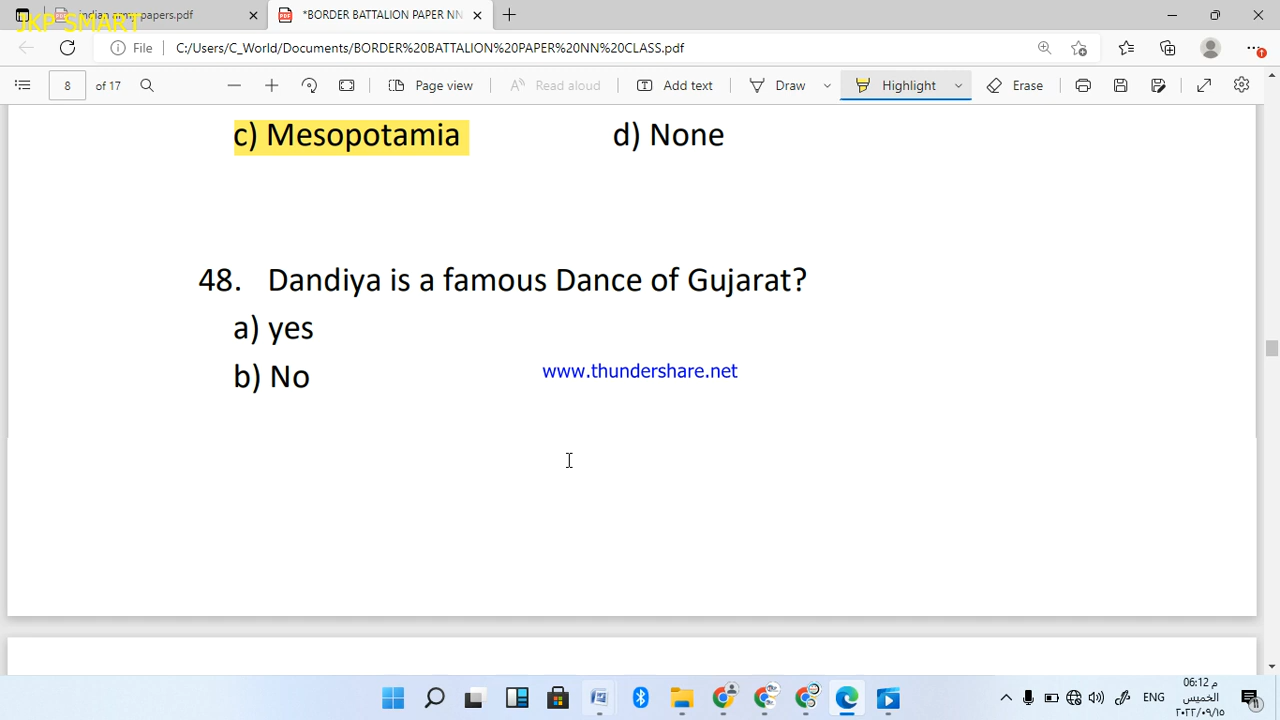 indian army papers.pdf
JKP SMART
*BORDER BATTALION PAPER NN
File
C:/Users/C_World/Documents/BORDER%20BATTALION%20PAPER%20NN%20CLASS.pdf
8 of 17
Page view
Read aloud
Add text
Draw
Highlight
Erase
c) Mesopotamia d) None
48. Dandiya is a famous Dance of Gujarat?
a) yes
b) No
www.thundershare.net
ENG
06:12 م
الخميس
٢٠٢٢/٠٩/١٥